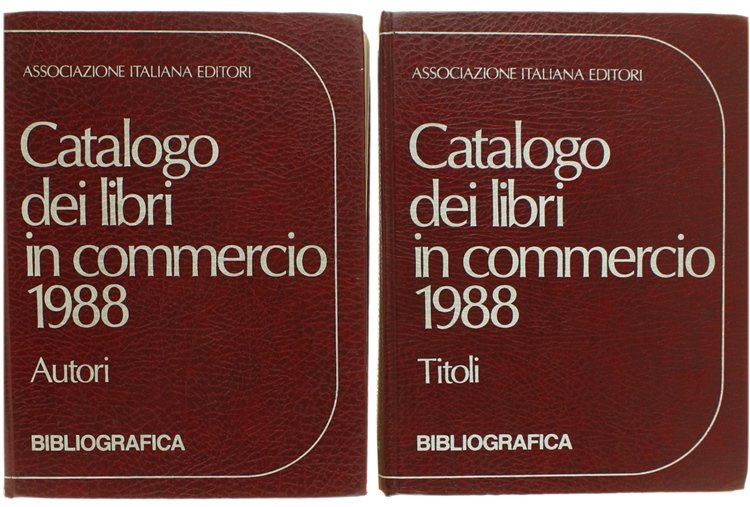 ASSOCIAZIONE ITALIANA EDITORI
Catalogo
dei libri
in commercio
1988
Autori
BIBLIOGRAFICA
ASSOCIAZIONE ITALIANA EDITORI
Catalogo
dei libri
in commercio
1988
Titoli
BIBLIOGRAFICA